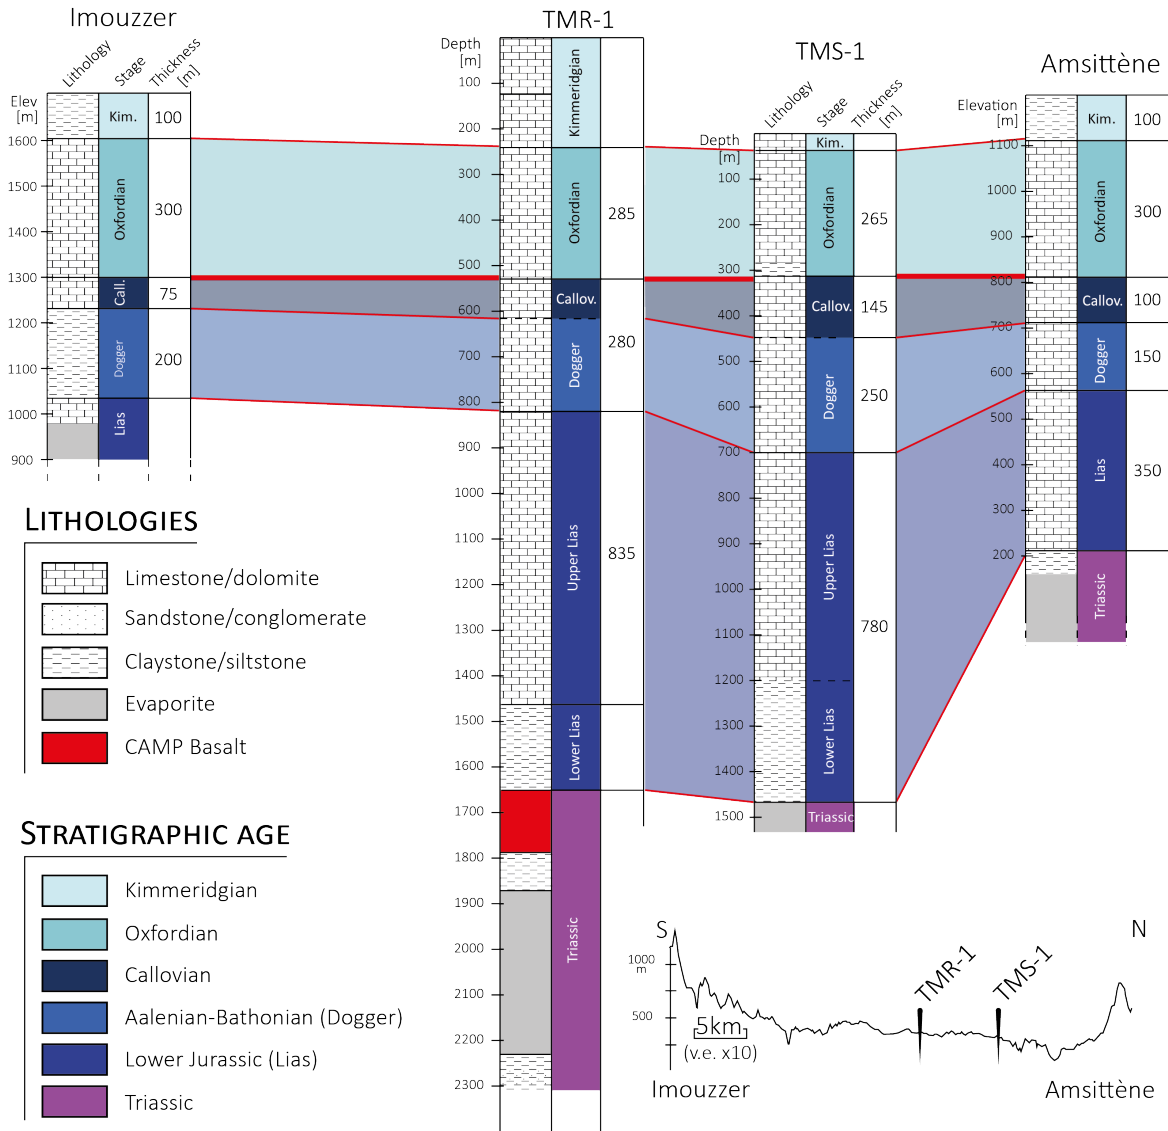 Imouzzer
Lithology
Stage
Thickness
[m]
Elev
[m]
1600
1500
1400
1300
1200
1100
1000
900
Kim.
Oxfordian
Call.
Dogger
Lias
100
300
75
200
TMR-1
Depth
[m]
100
200
300
400
500
600
700
800
900
1000
1100
1200
1300
1400
1500
1600
1700
1800
1900
2000
2100
2200
2300
Kimmeridgian
Oxfordian
Callov.
Dogger
Upper Lias
Lower Lias
Triassic
285
280
835
TMS-1
Lithology
Stage
Thickness
[m]
Depth
[m]
100
200
300
400
500
600
700
800
900
1000
1100
1200
1300
1400
1500
Kim.
Oxfordian
Callov.
Dogger
Upper Lias
Lower Lias
Triassic
265
145
250
780
Amsittène
Elevation
[m]
1100
1000
900
800
700
600
500
400
300
200
Kim.
Oxfordian
Callov.
Dogger
Lias
Triassic
100
300
100
150
350
LITHOLOGIES
Limestone/dolomite
Sandstone/conglomerate
Claystone/siltstone
Evaporite
CAMP Basalt
STRATIGRAPHIC AGE
Kimmeridgian
Oxfordian
Callovian
Aalenian-Bathonian (Dogger)
Lower Jurassic (Lias)
Triassic
S
N
1000
m
500
TMR-1
TMS-1
5km
(v.e. x10)
Imouzzer
Amsittène